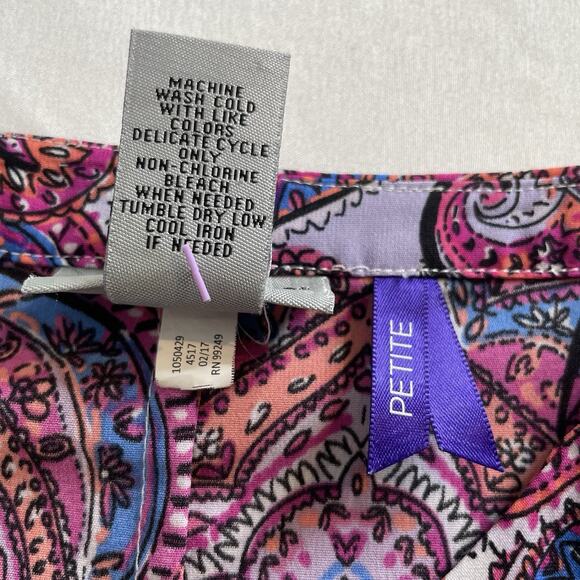 MACHINE
WASH COLD
WITH LIKE
COLORS
DELICATE CYCLE
ONLY
NON-CHLORINE
BLEACH
WHEN NEEDED
TUMBLE DRY LOW
COOL IRON
IF NEEDED
1050429
4517
02/17
RN 99249
PETITE